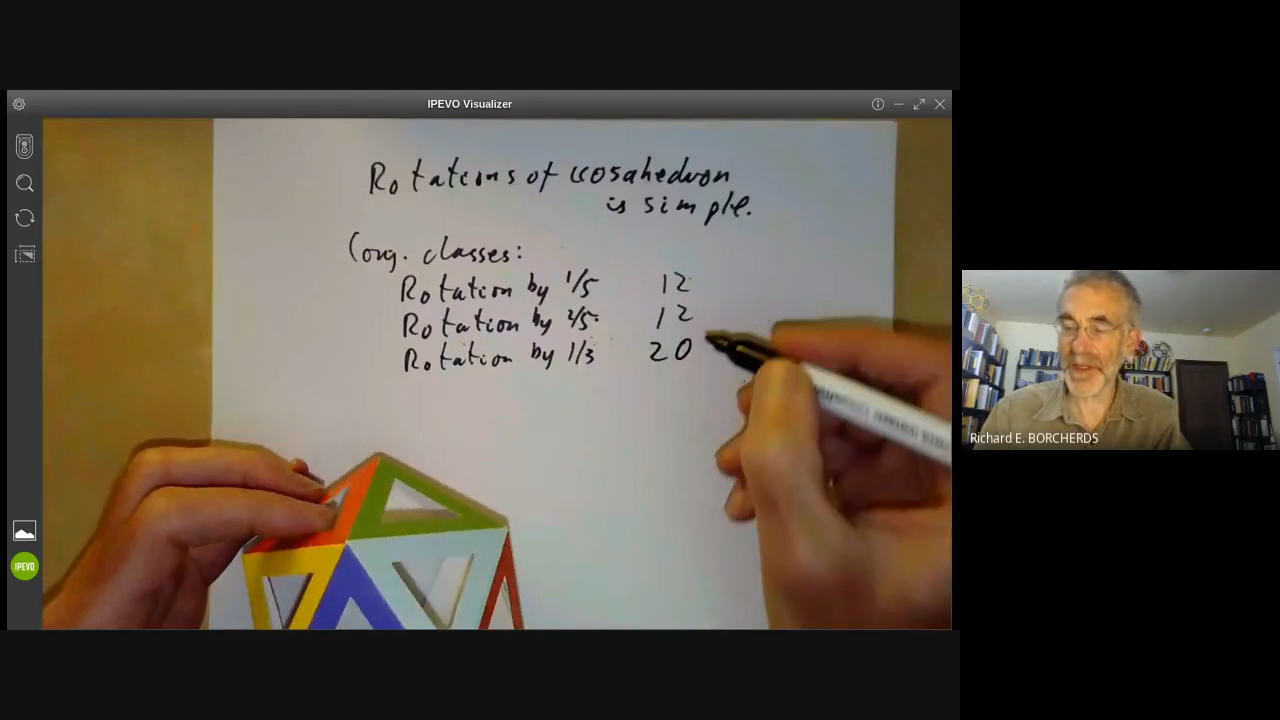 IPEVO Visualizer
Rotations of icosahedron
is simple.
Conj. classes:
Rotation by 1/5 12
Rotation by 2/5. 12
Rotation by 1/3 20
IPEVO
Richard E. BORCHERDS